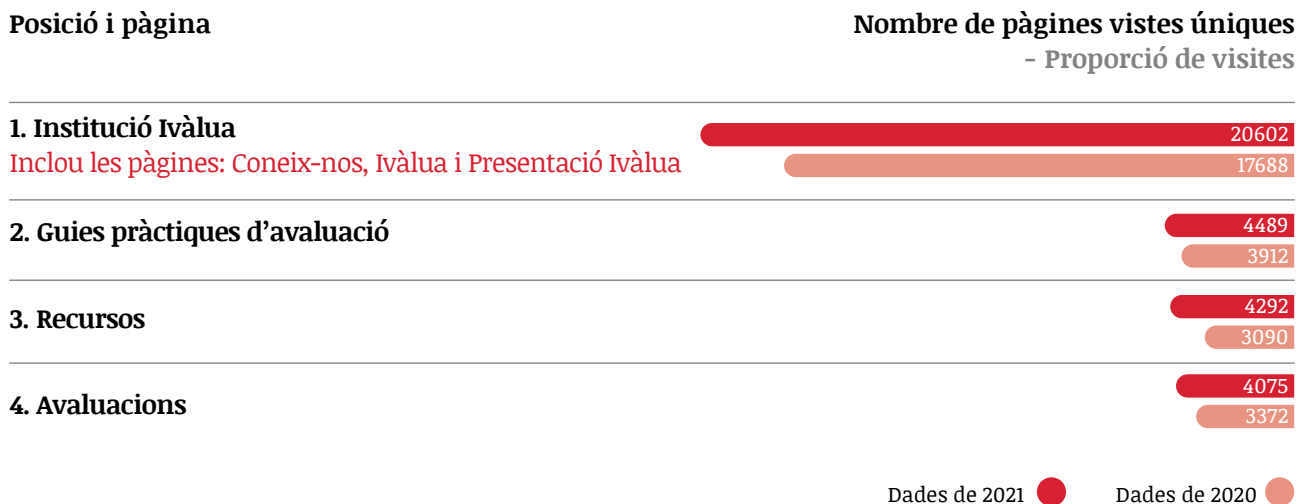 Posició i pàgina
Nombre de pàgines vistes úniques
- Proporció de visites
1. Institució Ivàlua
Inclou les pàgines: Coneix-nos, Ivàlua i Presentació Ivàlua
20602
17688
2. Guies pràctiques d’avaluació
4489
3912
3. Recursos
4292
3090
4. Avaluacions
4075
3372
Dades de 2021
Dades de 2020